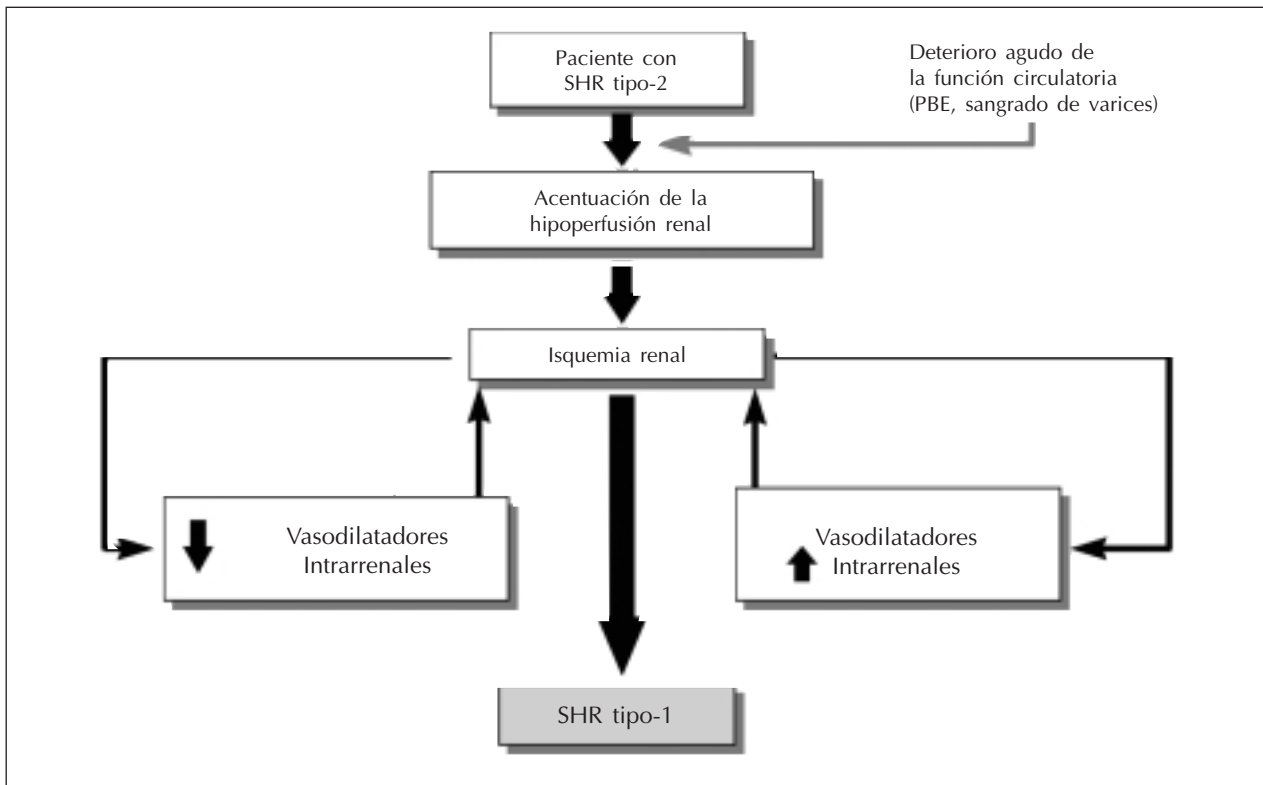 Paciente con
SHR tipo-2
Deterioro agudo de
la función circulatoria
(PBE, sangrado de varices)
Acentuación de la
hipoperfusión renal
Isquemia renal
Vasodilatadores
Intrarrenales
Vasodilatadores
Intrarrenales
SHR tipo-1